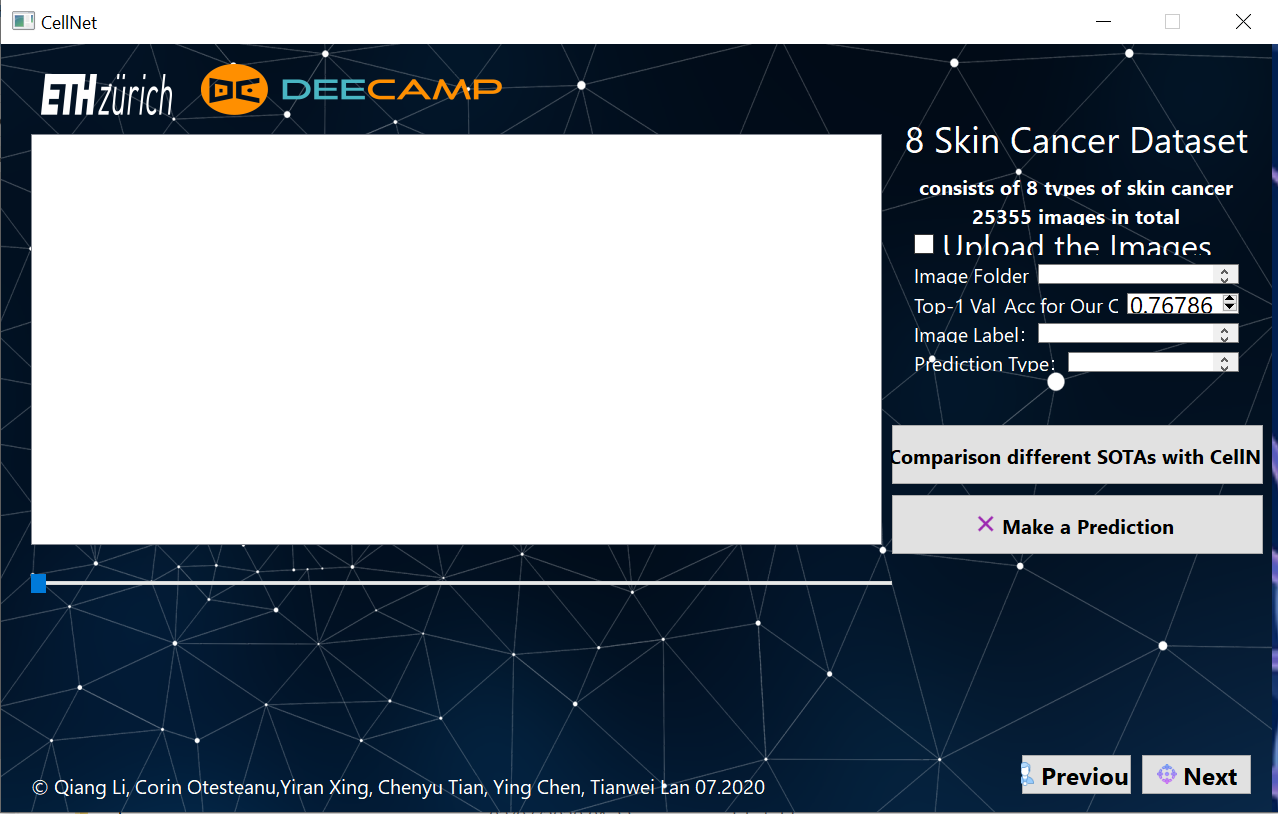 CellNet
ETH zürich
DC DEECAMP
8 Skin Cancer Dataset
consists of 8 types of skin cancer
25355 images in total
Upload the Images
Image Folder
Top-1 Val Acc for Our C 0.76786
Image Label:
Prediction Type:
Comparison different SOTAs with CellN
Make a Prediction
Previou
Next
© Qiang Li, Corin Otesteanu,Yiran Xing, Chenyu Tian, Ying Chen, Tianwei Lan 07.2020